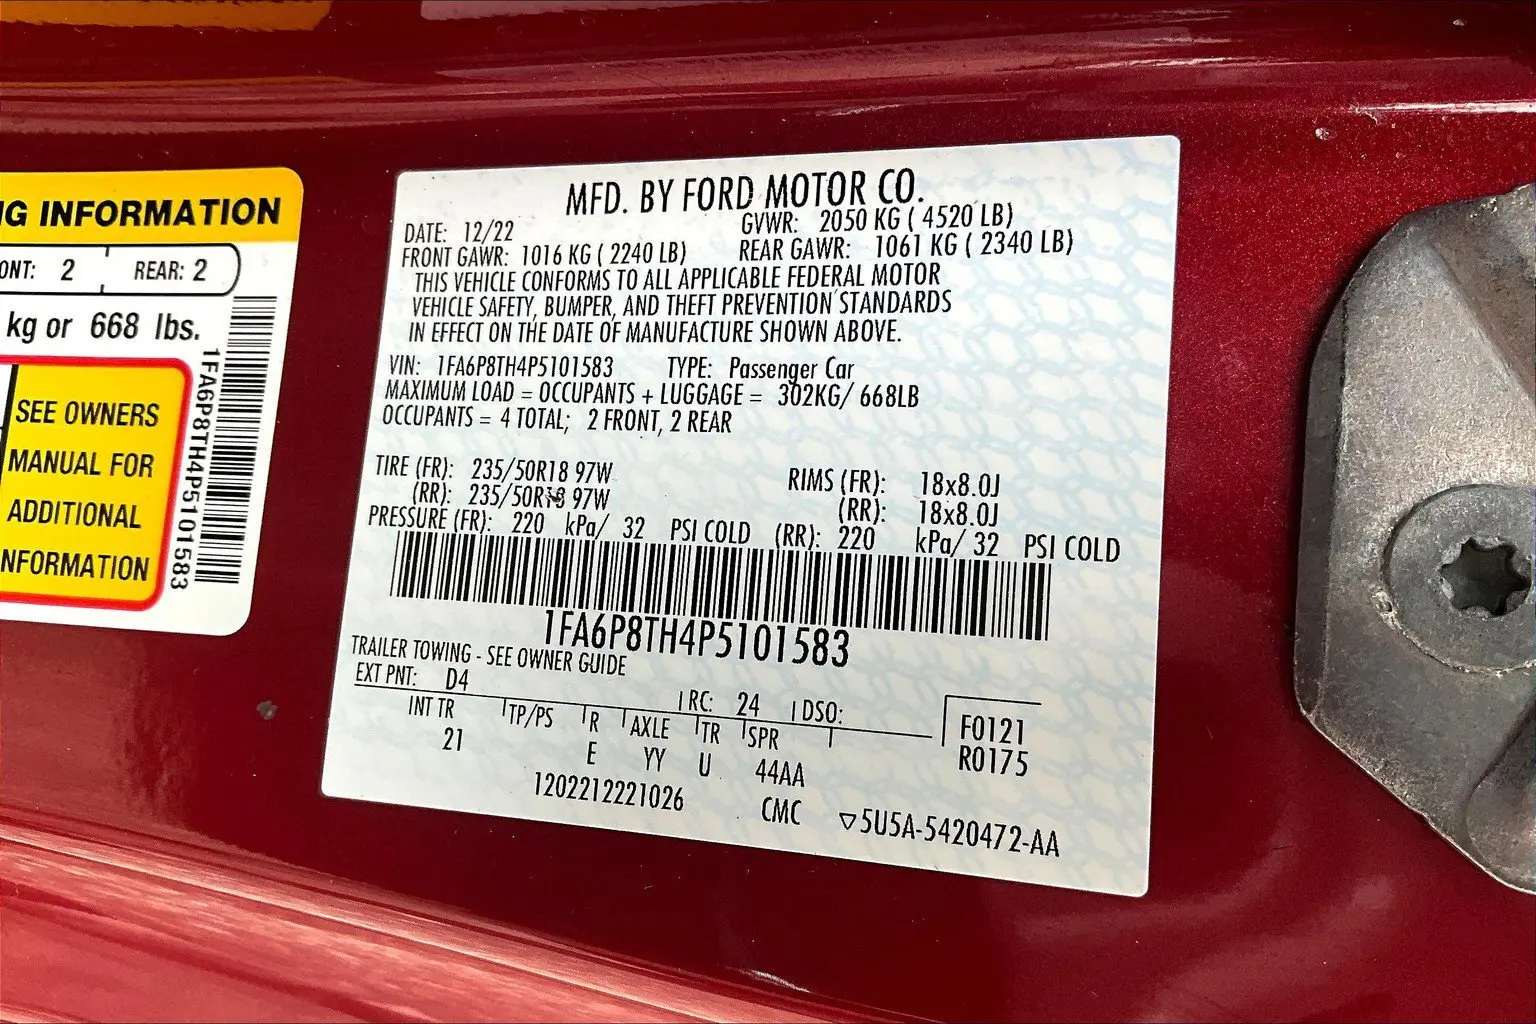 NG INFORMATION
ONT: 2 REAR: 2
kg or 668 lbs.
SEE OWNERS
MANUAL FOR
ADDITIONAL
NFORMATION
1FA6P8TH4P5101583
MFD. BY FORD MOTOR CO.
DATE: 12/22 GVWR: 2050 KG ( 4520 LB)
FRONT GAWR: 1016 KG ( 2240 LB) REAR GAWR: 1061 KG ( 2340 LB)
THIS VEHICLE CONFORMS TO ALL APPLICABLE FEDERAL MOTOR
VEHICLE SAFETY, BUMPER, AND THEFT PREVENTION STANDARDS
IN EFFECT ON THE DATE OF MANUFACTURE SHOWN ABOVE.
VIN: 1FA6P8TH4P5101583 TYPE: Passenger Car
MAXIMUM LOAD = OCCUPANTS + LUGGAGE = 302KG/ 668LB
OCCUPANTS = 4 TOTAL; 2 FRONT, 2 REAR
TIRE (FR): 235/50R18 97W RIMS (FR): 18x8.0J
(RR): 235/50R18 97W (RR): 18x8.0J
PRESSURE (FR): 220 kPa/ 32 PSI COLD (RR): 220 kPa/ 32 PSI COLD
1FA6P8TH4P5101583
TRAILER TOWING - SEE OWNER GUIDE
EXT PNT: D4 RC: 24 DSO:
INT TR TP/PS R AXLE TR SPR F0121
21 E YY U 44AA R0175
1202212221026 CMC ▽5U5A-5420472-AA